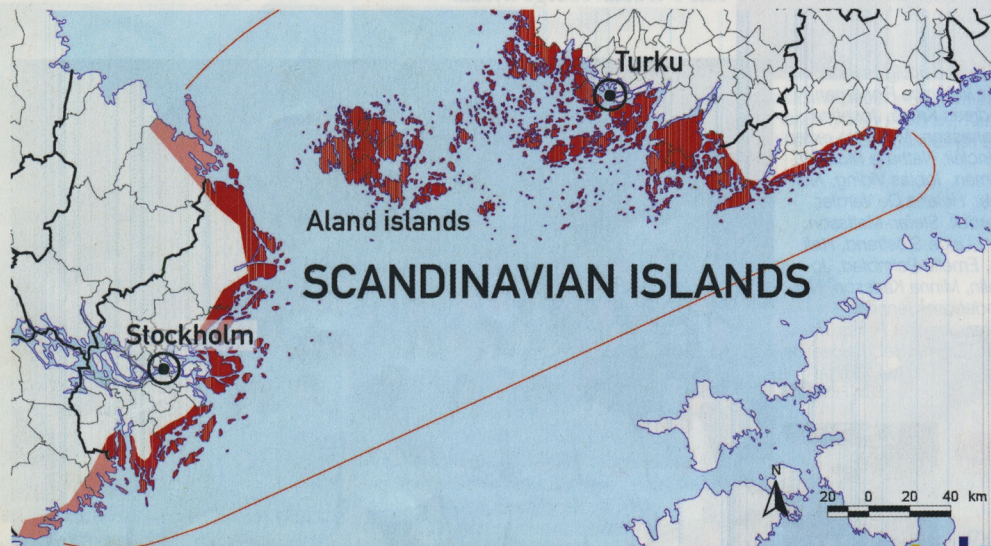 Turku
Aland islands
SCANDINAVIAN ISLANDS
Stockholm
N
20 0 20 40 km